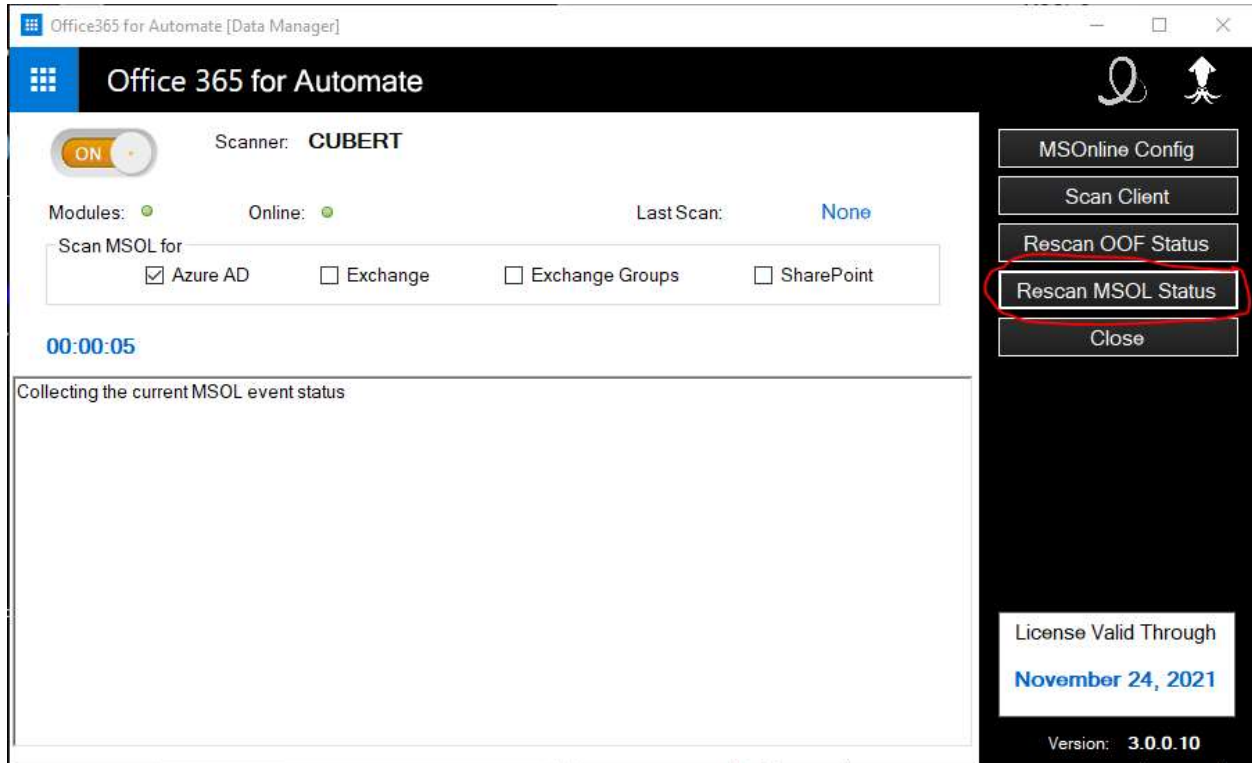 Office365 for Automate [Data Manager]
Office 365 for Automate
ON
Scanner: CUBERT
Modules:
Online:
Last Scan: None
Scan MSOL for
Azure AD
Exchange
Exchange Groups
SharePoint
00:00:05
Collecting the current MSOL event status
MSOnline Config
Scan Client
Rescan OOF Status
Rescan MSOL Status
Close
License Valid Through
November 24, 2021
Version: 3.0.0.10